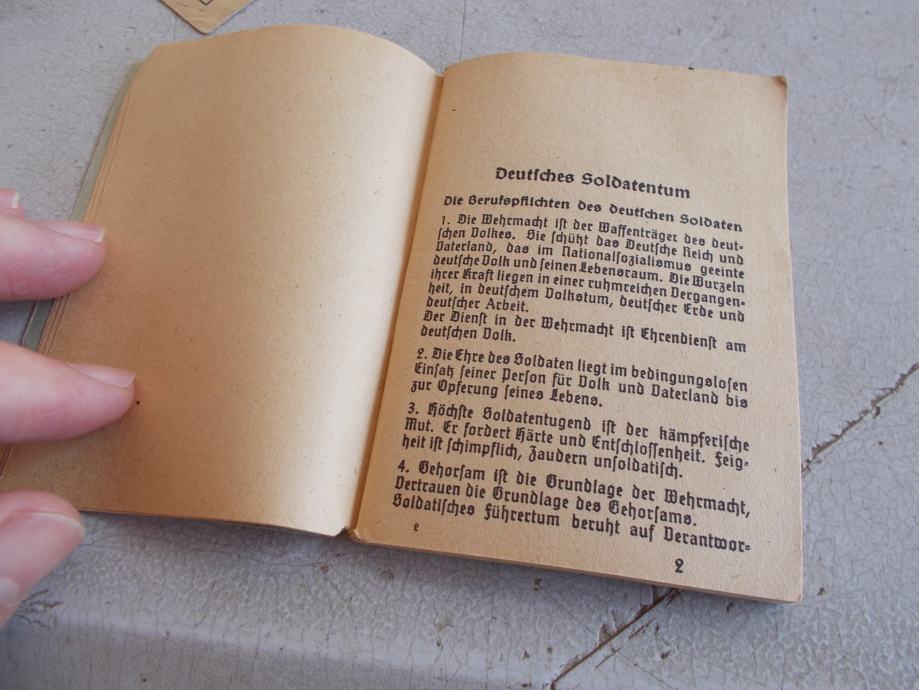 Deutſches Soldatentum
Die Berufspflichten des deutſchen Soldaten
1. Die Wehrmacht iſt der Waffenträger des deut-
ſchen Volkes. Sie ſchützt das Deutſche Reich und
Vaterland, das im Nationalſozialismus geeinte
deutſche Volk und ſeinen Lebensraum. Die Wurzeln
ihrer Kraft liegen in einer ruhmreichen Vergangen-
heit, in deutſchem Volkstum, deutſcher Erde und
deutſcher Arbeit.
Der Dienſt in der Wehrmacht iſt Ehrendienſt am
deutſchen Volk.
2. Die Ehre des Soldaten liegt im bedingungsloſen
Einſatz ſeiner Perſon für Volk und Vaterland bis
zur Opferung ſeines Lebens.
3. Höchſte Soldatentugend iſt der kämpferiſche
Mut. Er fordert Härte und Entſchloſſenheit. Feig-
heit iſt ſchimpflich, Zaudern unſoldatiſch.
4. Gehorſam iſt die Grundlage der Wehrmacht,
Vertrauen die Grundlage des Gehorſams.
Soldatiſches Führertum beruht auf Verantwor-
e
2